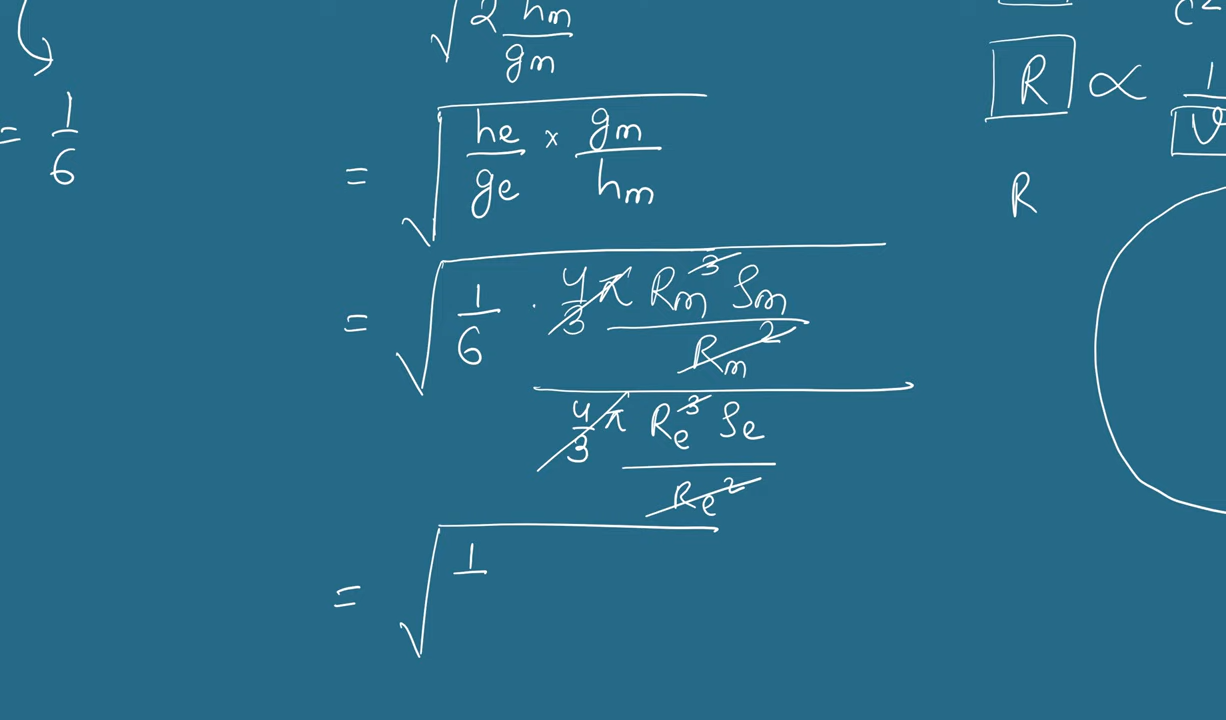 √(2 hm/gm)
= 1/6
= √(he/ge × gm/hm)
= √(1/6 · (4/3 π Rm³ ρm / Rm²) / (4/3 π Re³ ρe / Re²))
= √(1
c²
R ∝ 1/v
R